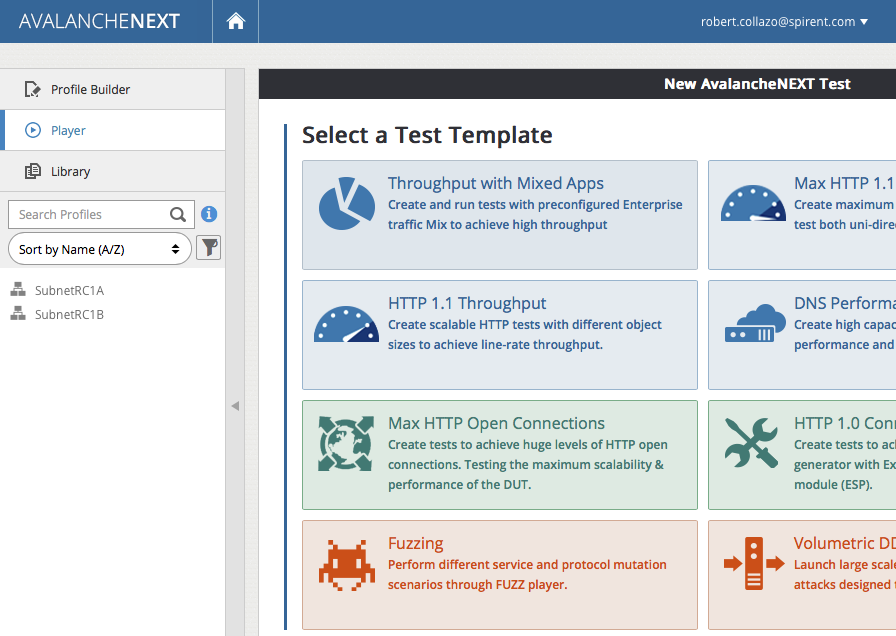 AVALANCHENEXT
robert.collazo@spirent.com
Profile Builder
Player
Library
Search Profiles
Sort by Name (A/Z)
SubnetRC1A
SubnetRC1B
New AvalancheNEXT Test
Select a Test Template
Throughput with Mixed Apps
Create and run tests with preconfigured Enterprise
traffic Mix to achieve high throughput
Max HTTP 1.1
Create maximum
test both uni-direc
HTTP 1.1 Throughput
Create scalable HTTP tests with different object
sizes to achieve line-rate throughput.
DNS Performa
Create high capac
performance and
Max HTTP Open Connections
Create tests to achieve huge levels of HTTP open
connections. Testing the maximum scalability &
performance of the DUT.
HTTP 1.0 Conn
Create tests to ach
generator with Ex
module (ESP).
Fuzzing
Perform different service and protocol mutation
scenarios through FUZZ player.
Volumetric DD
Launch large scale
attacks designed t